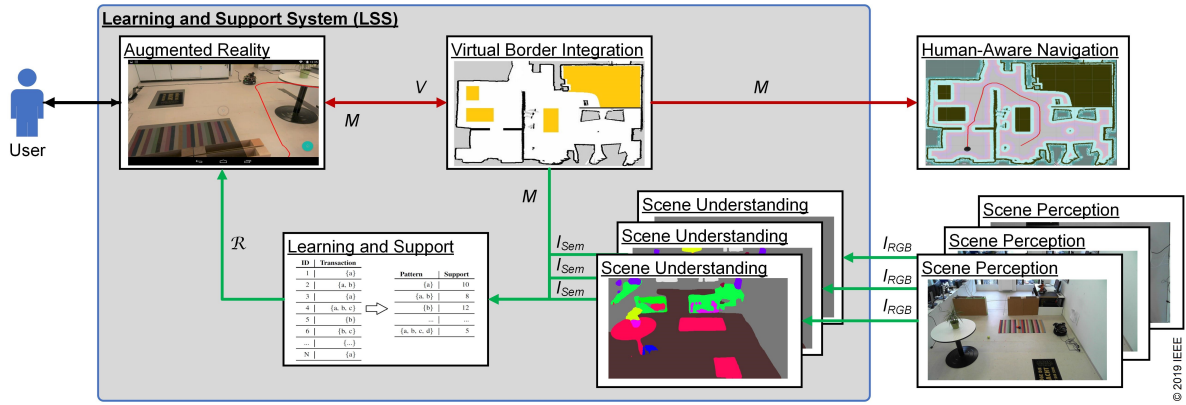 Learning and Support System (LSS)
Augmented Reality
Virtual Border Integration
Human-Aware Navigation
User
V
M
M
M
R
Learning and Support
ID Transaction
1 {a}
2 {a, b}
3 {a}
4 {a, b, c}
5 {b}
6 {b, c}
... {...}
N {a}
Pattern Support
{a} 10
{a, b} 8
{b} 12
... ...
{a, b, c, d} 5
I_Sem
I_Sem
I_Sem
Scene Understanding
Scene Understanding
Scene Understanding
I_RGB
I_RGB
I_RGB
Scene Perception
Scene Perception
Scene Perception
© 2019 IEEE